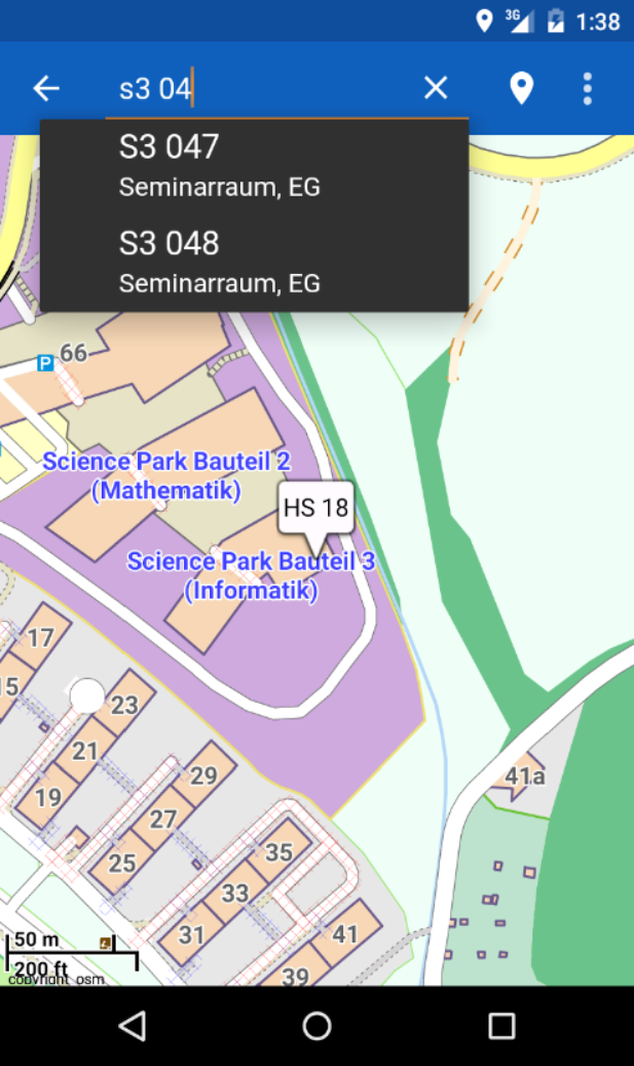 3G 1:38
s3 04
S3 047
Seminarraum, EG
S3 048
Seminarraum, EG
P 66
Science Park Bauteil 2
(Mathematik)
HS 18
Science Park Bauteil 3
(Informatik)
17
15
23
21
19
29
27
25
35
33
31
41
39
41a
50 m
200 ft
copyright osm